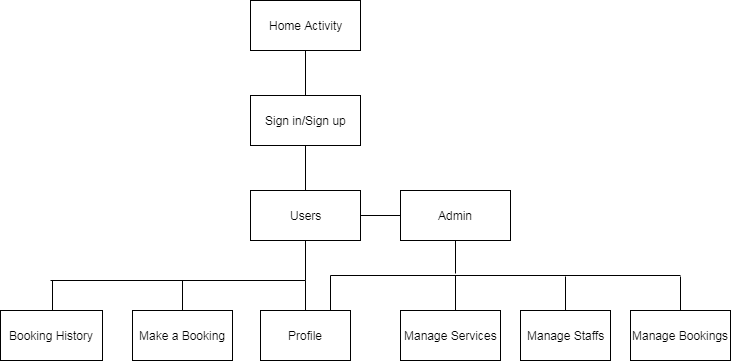 Home Activity
Sign in/Sign up
Users
Admin
Booking History
Make a Booking
Profile
Manage Services
Manage Staffs
Manage Bookings